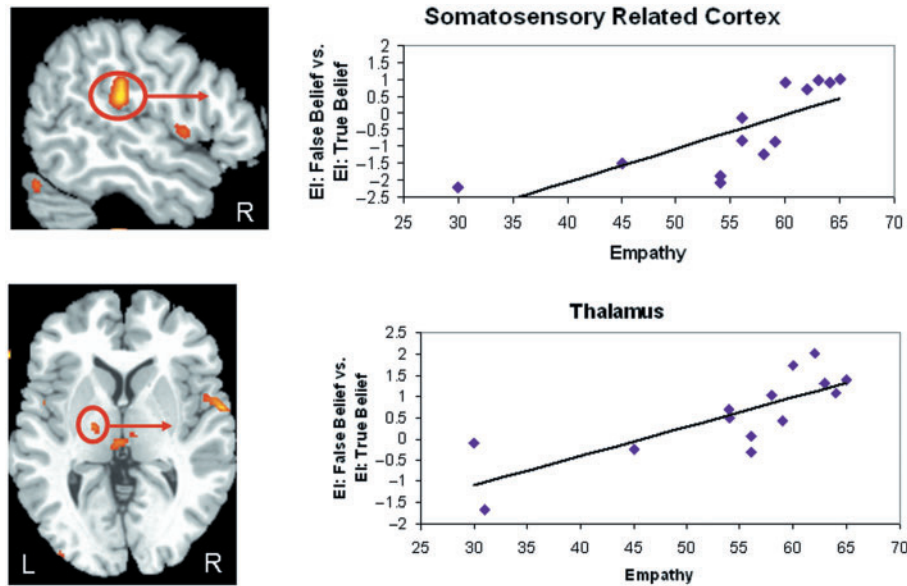 Somatosensory Related Cortex
EI: False Belief vs.
EI: True Belief
2
1.5
1
0.5
0
−0.5
−1
−1.5
−2
−2.5
25 30 35 40 45 50 55 60 65 70
Empathy
R
Thalamus
EI: False Belief vs.
EI: True Belief
2.5
2
1.5
1
0.5
0
−0.5
−1
−1.5
−2
25 30 35 40 45 50 55 60 65 70
Empathy
L R